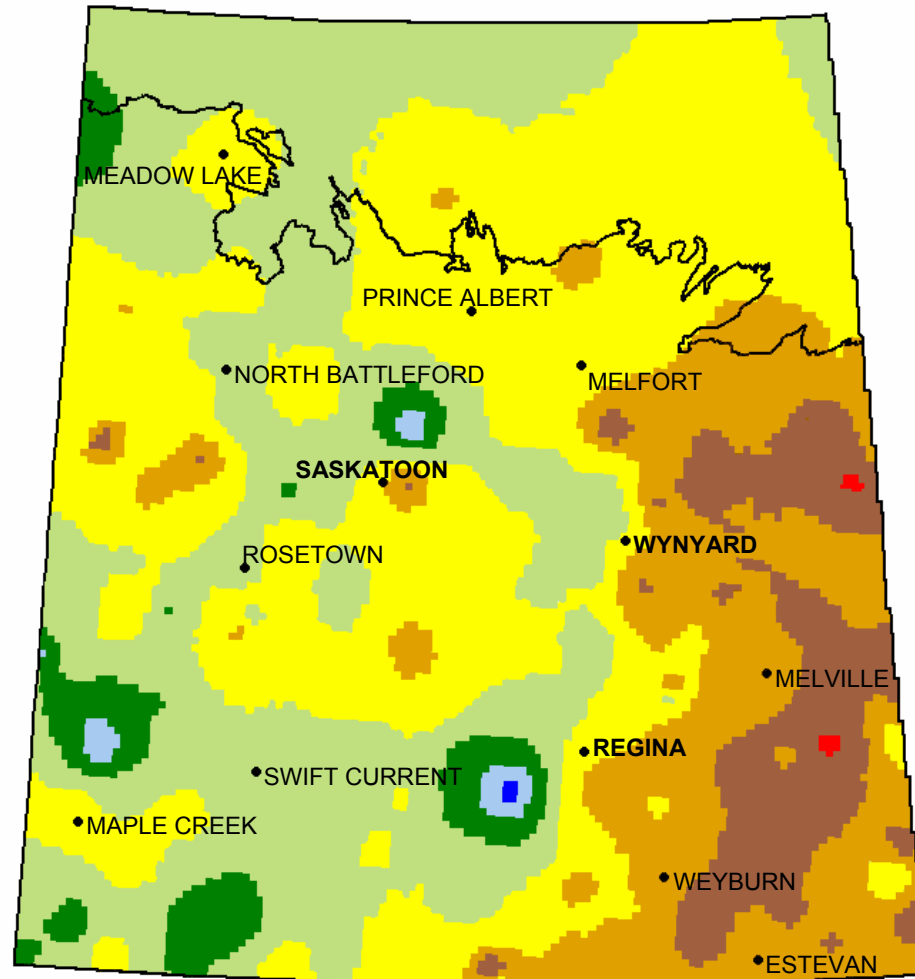 MEADOW LAKE
PRINCE ALBERT
NORTH BATTLEFORD
MELFORT
SASKATOON
WYNYARD
ROSETOWN
MELVILLE
REGINA
SWIFT CURRENT
MAPLE CREEK
WEYBURN
ESTEVAN